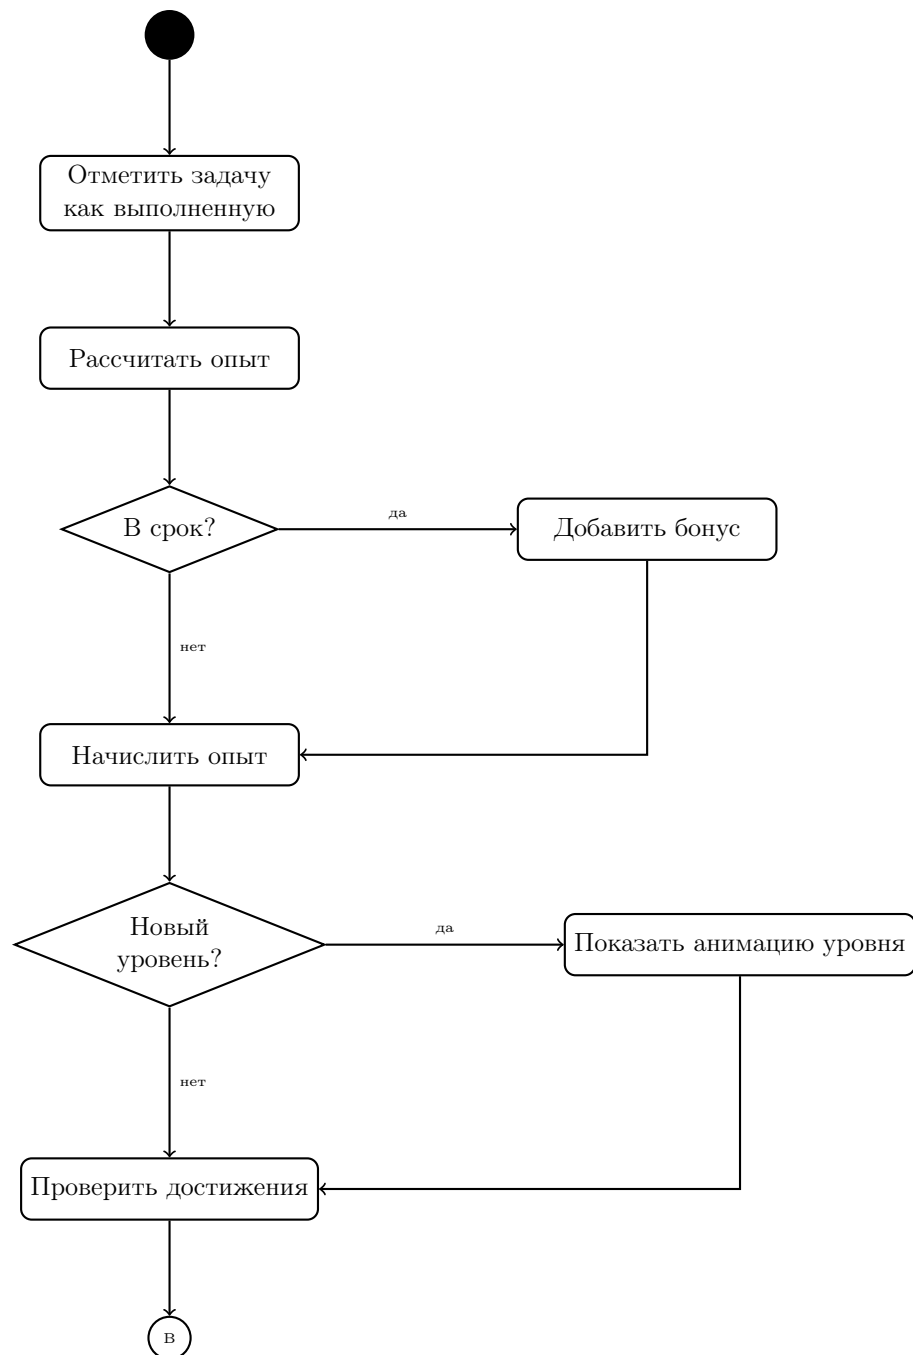 Отметить задачу
как выполненную
Рассчитать опыт
В срок?
да
Добавить бонус
нет
Начислить опыт
Новый
уровень?
да
Показать анимацию уровня
нет
Проверить достижения
в